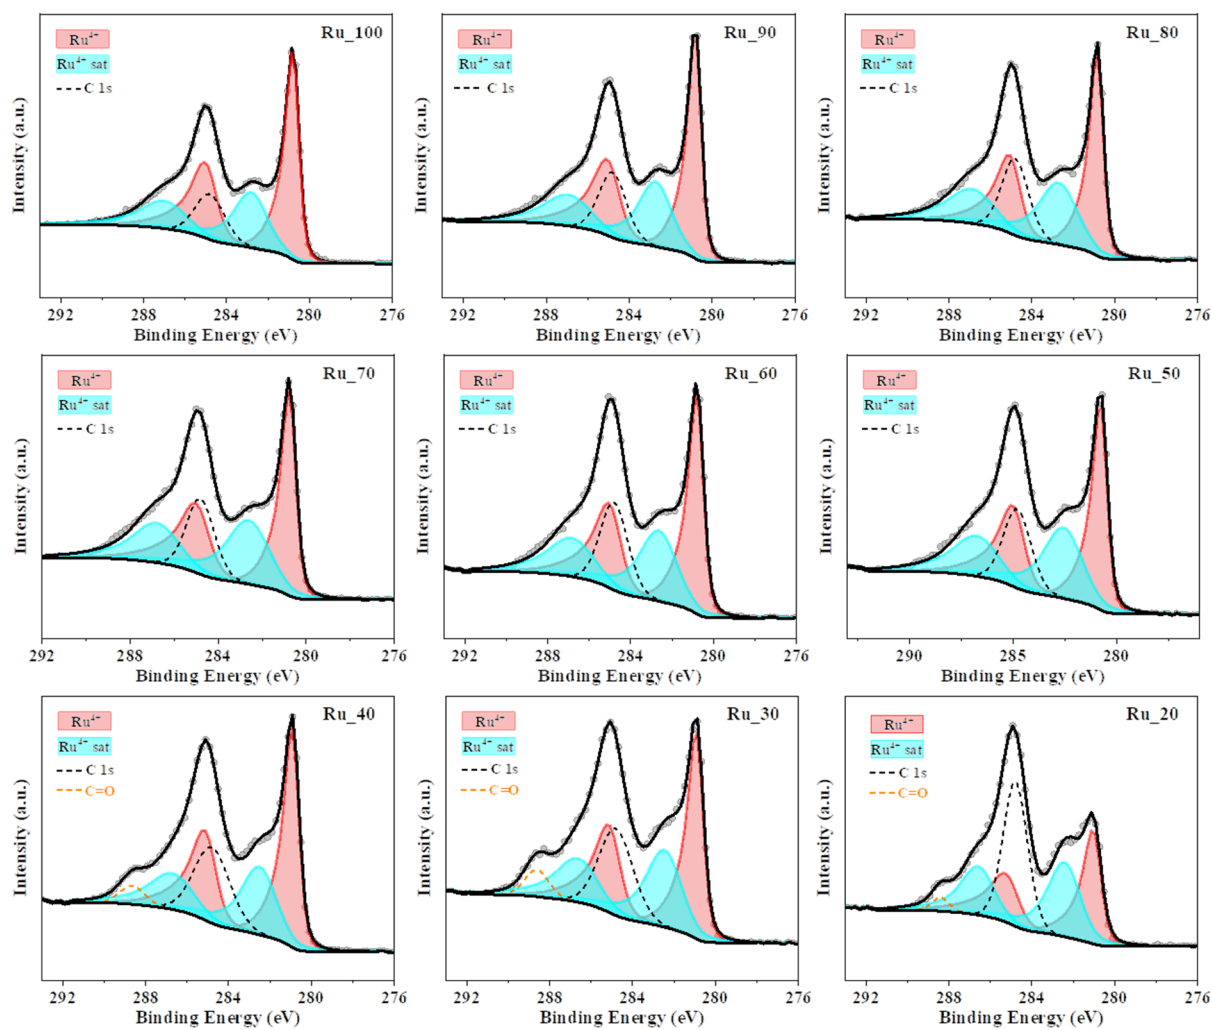 Ru_100
Ru⁴⁺
Ru⁴⁺ sat
C 1s
Intensity (a.u.)
292 288 284 280 276
Binding Energy (eV)
Ru_90
Ru⁴⁺
Ru⁴⁺ sat
C 1s
Intensity (a.u.)
292 288 284 280 276
Binding Energy (eV)
Ru_80
Ru⁴⁺
Ru⁴⁺ sat
C 1s
Intensity (a.u.)
292 288 284 280 276
Binding Energy (eV)
Ru_70
Ru⁴⁺
Ru⁴⁺ sat
C 1s
Intensity (a.u.)
292 288 284 280 276
Binding Energy (eV)
Ru_60
Ru⁴⁺
Ru⁴⁺ sat
C 1s
Intensity (a.u.)
292 288 284 280 276
Binding Energy (eV)
Ru_50
Ru⁴⁺
Ru⁴⁺ sat
C 1s
Intensity (a.u.)
290 285 280
Binding Energy (eV)
Ru_40
Ru⁴⁺
Ru⁴⁺ sat
C 1s
C=O
Intensity (a.u.)
292 288 284 280 276
Binding Energy (eV)
Ru_30
Ru⁴⁺
Ru⁴⁺ sat
C 1s
C=O
Intensity (a.u.)
292 288 284 280 276
Binding Energy (eV)
Ru_20
Ru⁴⁺
Ru⁴⁺ sat
C 1s
C=O
Intensity (a.u.)
292 288 284 280 276
Binding Energy (eV)